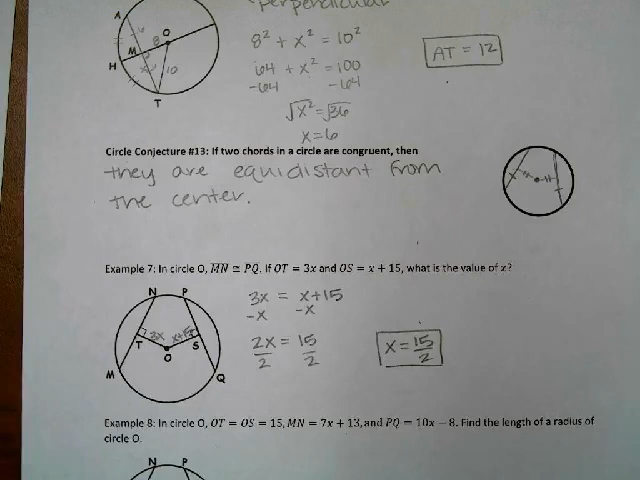 perpendicular
A
O
8
M
x
H
10
T
8² + x² = 10²
64 + x² = 100
-64 -64
√x² = √36
x = 6
AT = 12
Circle Conjecture #13: If two chords in a circle are congruent, then
they are equidistant from
the center.
Example 7: In circle O, MN ≅ PQ. If OT = 3x and OS = x + 15, what is the value of x?
N P
3x x+15
T S
O
M
Q
3x = x+15
-x -x
2x = 15
2 2
x = 15/2
Example 8: In circle O, OT = OS = 15, MN = 7x + 13, and PQ = 10x − 8. Find the length of a radius of
circle O.
N P